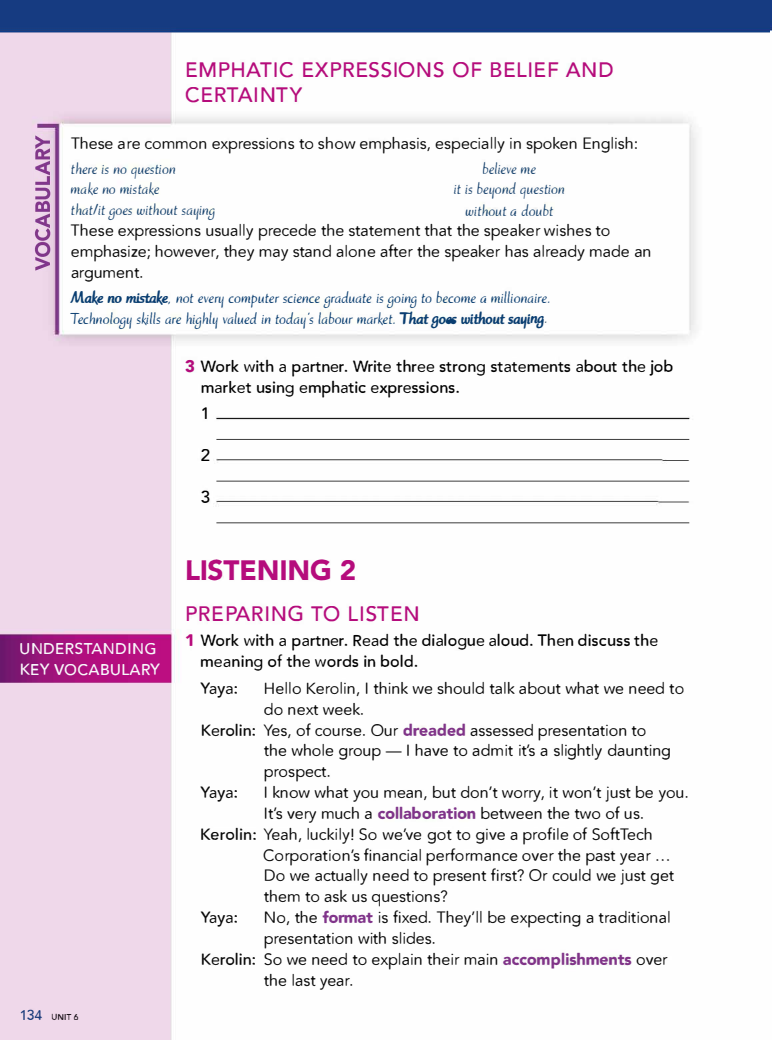 EMPHATIC EXPRESSIONS OF BELIEF AND
CERTAINTY
VOCABULARY
These are common expressions to show emphasis, especially in spoken English:
there is no question believe me
make no mistake it is beyond question
that/it goes without saying without a doubt
These expressions usually precede the statement that the speaker wishes to
emphasize; however, they may stand alone after the speaker has already made an
argument.
Make no mistake, not every computer science graduate is going to become a millionaire.
Technology skills are highly valued in today's labour market. That goes without saying.
3 Work with a partner. Write three strong statements about the job
market using emphatic expressions.
1
2
3
LISTENING 2
PREPARING TO LISTEN
UNDERSTANDING
KEY VOCABULARY
1 Work with a partner. Read the dialogue aloud. Then discuss the
meaning of the words in bold.
Yaya: Hello Kerolin, I think we should talk about what we need to
do next week.
Kerolin: Yes, of course. Our dreaded assessed presentation to
the whole group — I have to admit it's a slightly daunting
prospect.
Yaya: I know what you mean, but don't worry, it won't just be you.
It's very much a collaboration between the two of us.
Kerolin: Yeah, luckily! So we've got to give a profile of SoftTech
Corporation's financial performance over the past year ...
Do we actually need to present first? Or could we just get
them to ask us questions?
Yaya: No, the format is fixed. They'll be expecting a traditional
presentation with slides.
Kerolin: So we need to explain their main accomplishments over
the last year.
134 UNIT 6